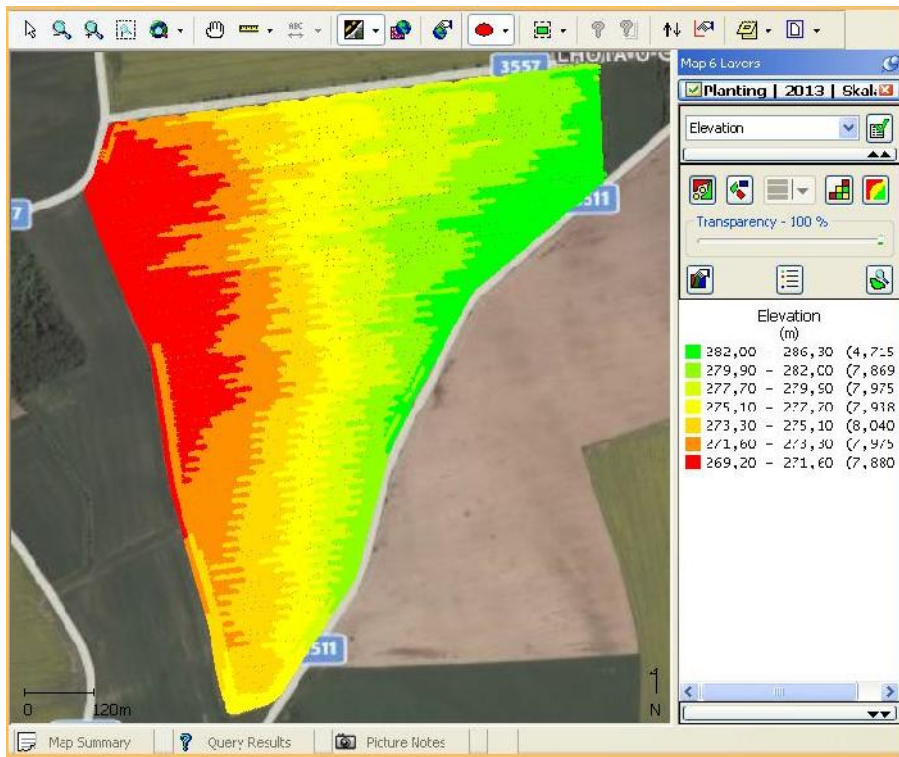 ABC
3557
LHOTA-U-G
7
511
511
0 120m
N
Map 6 Layers
Planting | 2013 | Skal
Elevation
Transparency - 100 %
Elevation
(m)
282,00 - 286,30 (4,715
279,90 - 282,00 (7,869
277,70 - 279,90 (7,975
275,10 - 277,70 (7,938
273,30 - 275,10 (8,040
271,60 - 273,30 (7,975
269,20 - 271,60 (7,880
Map Summary
Query Results
Picture Notes